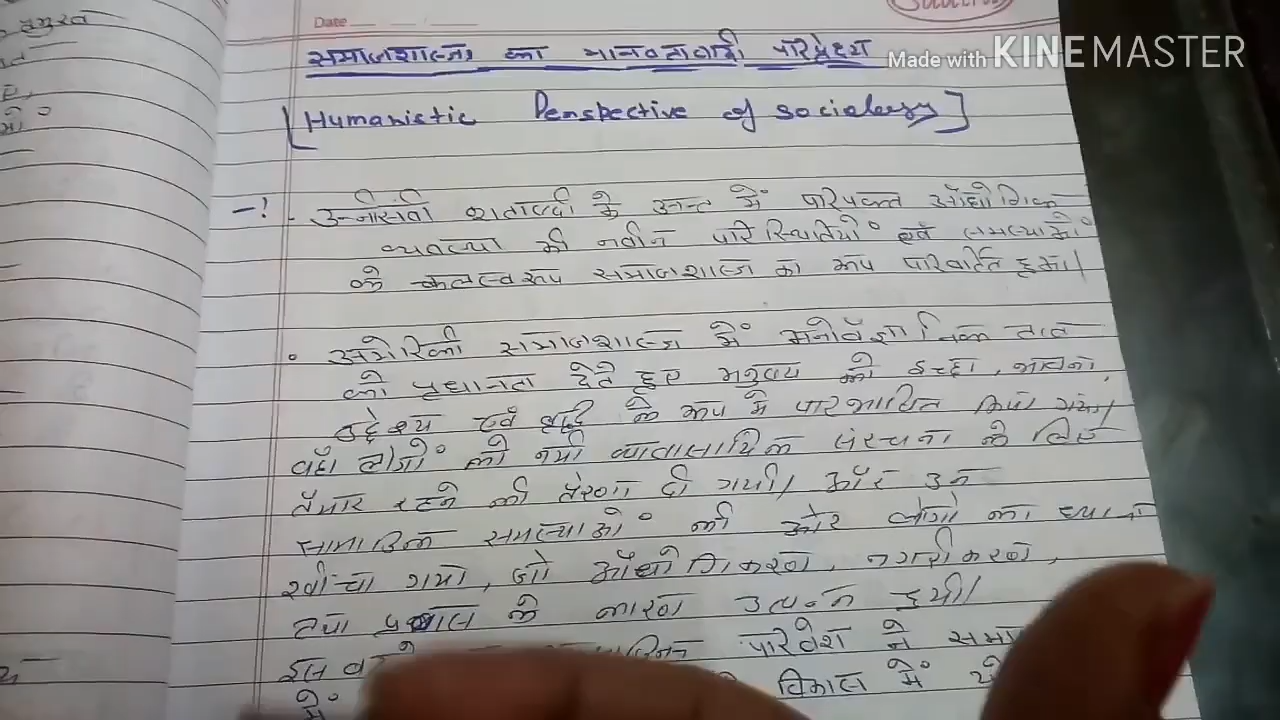 Date
Made with KINEMASTER
समाजशास्त्र का मानवतावादी परिप्रेक्ष्य
[Humanistic Perspective of Sociology]
- उन्नीसवी शताब्दी के अन्त में परिपक्व औद्योगिक
व्यवस्था की नवीन परिस्थितियों एवं समस्याओं
के फलस्वरूप समाजशास्त्र का रूप परिवर्तित हुआ।
• अमेरिकी समाजशास्त्र में मनोवैज्ञानिक तत्व
को प्रधानता देते हुए मनुष्य की इच्छा, भावना,
उद्देश्य एवं बुद्धि के रूप में परिभाषित किया गया।
वहाँ लोगों को नयी व्यावसायिक संरचना के लिए
तैयार रहने की प्रेरणा दी गयी। और उन
सामाजिक समस्याओं की ओर लोगों का ध्यान
खींचा गया, जो औद्योगिकरण, नगरीकरण,
तथा प्रवास के कारण उत्पन्न हुयी।
इस परिवेश ने
में विकास में